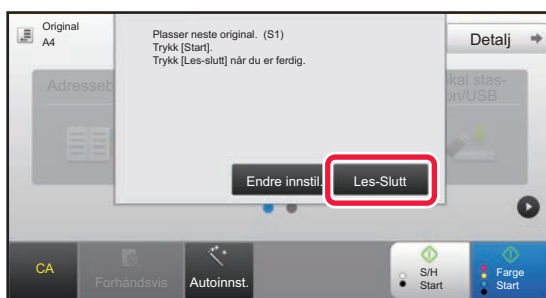 Original
A4
Plasser neste original. (S1)
Trykk [Start].
Trykk [Les-slutt] når du er ferdig.
Detalj
Adresseb
kal stas-
on/USB
Endre innstil.
Les-Slutt
CA
Forhåndsvis
Autoinnst.
S/H
Start
Farge
Start